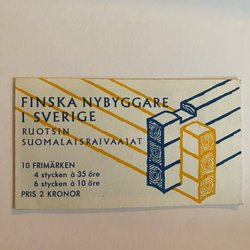 FINSKA NYBYGGARE
I SVERIGE
RUOTSIN
SUOMALAISRAIVAAJAT
10 FRIMÄRKEN
4 stycken à 35 öre
6 stycken à 10 öre
PRIS 2 KRONOR